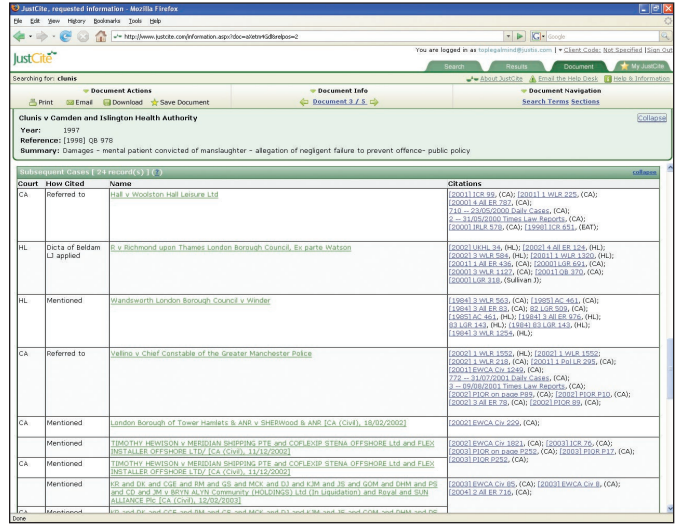 JustCite, requested information - Mozilla Firefox
File Edit View History Bookmarks Tools Help
http://www.justcite.com/information.aspx?doc=aXetm4Gdl&relpos=2
Google
You are logged in as toplegalmind@justis.com | Client Code: Not Specified | Sign Out
JustCite
Search Results Document My JustCite
Searching for: clunis
About JustCite Email the Help Desk Help & Information
Document Actions
Print Email Download Save Document
Document Info
Document 3 / 5
Document Navigation
Search Terms Sections
Clunis v Camden and Islington Health Authority
Collapse
Year: 1997
Reference: [1998] QB 978
Summary: Damages - mental patient convicted of manslaughter - allegation of negligent failure to prevent offence- public policy
Subsequent Cases [ 24 record(s) ] (?)
collapse
Court How Cited Name Citations
CA Referred to Hall v Woolston Hall Leisure Ltd
[2001] ICR 99, (CA); [2001] 1 WLR 225, (CA);
[2000] 4 All ER 787, (CA);
710 -- 23/05/2000 Daily Cases, (CA);
2 -- 31/05/2000 Times Law Reports, (CA);
[2000] IRLR 578, (CA); [1998] ICR 651, (EAT);
HL Dicta of Beldam LJ applied
R v Richmond upon Thames London Borough Council, Ex parte Watson
[2002] UKHL 34, (HL); [2002] 4 All ER 124, (HL);
[2002] 3 WLR 584, (HL); [2001] 1 WLR 1320, (HL);
[2001] 1 All ER 436, (CA); [2000] LGR 691, (CA);
[2000] 3 WLR 1127, (CA); [2001] QB 370, (CA);
[2000] LGR 318, (Sullivan J);
HL Mentioned Wandsworth London Borough Council v Winder
[1984] 3 WLR 563, (CA); [1985] AC 461, (CA);
[1984] 3 All ER 83, (CA); 82 LGR 509, (CA);
[1985] AC 461, (HL); [1984] 3 All ER 976, (HL);
83 LGR 143, (HL); (1984) 83 LGR 143, (HL);
[1984] 3 WLR 1254, (HL);
CA Referred to Vellino v Chief Constable of the Greater Manchester Police
[2002] 1 WLR 1552, (HL); [2002] 1 WLR 1552;
[2002] 1 WLR 218, (CA); [2001] 1 Pol LR 295, (CA);
[2001] EWCA Civ 1249, (CA);
772 -- 31/07/2001 Daily Cases, (CA);
3 -- 09/08/2001 Times Law Reports, (CA);
[2002] PIQR on page P89, (CA); [2002] PIQR P10, (CA);
[2002] 3 All ER 78, (CA); [2002] PIQR 89, (CA);
CA Mentioned London Borough of Tower Hamlets & ANR v SHERWood & ANR [CA (Civil), 18/02/2002]
[2002] EWCA Civ 229, (CA);
Mentioned TIMOTHY HEWISON v MERIDIAN SHIPPING PTE and COFLEXIP STENA OFFSHORE Ltd and FLEX
INSTALLER OFFSHORE LTD/ [CA (Civil), 11/12/2002]
[2002] EWCA Civ 1821, (CA); [2003] ICR 76, (CA);
[2003] PIQR on page P252, (CA); [2003] PIQR P17, (CA);
[2003] PIQR P252, (CA);
CA Mentioned TIMOTHY HEWISON v MERIDIAN SHIPPING PTE and COFLEXIP STENA OFFSHORE Ltd and FLEX
INSTALLER OFFSHORE LTD/ [CA (Civil), 11/12/2002]
Mentioned KR and DK and CGE and RM and GS and MCK and DJ and KJM and JS and GOM and DHM and PS
and CD and JM v BRYN ALYN Community (HOLDINGS) Ltd (In Liquidation) and Royal and SUN
ALLIANCE Plc [CA (Civil), 12/02/2003]
[2003] EWCA Civ 85, (CA); [2003] EWCA Civ 8, (CA);
[2004] 2 All ER 716, (CA);
CA Mentioned
Done